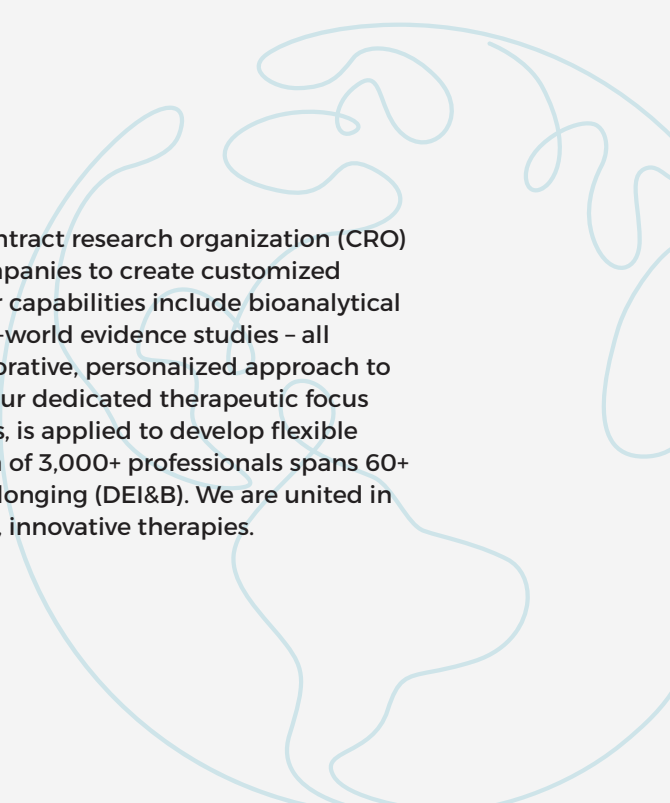 ntract research organization (CRO)
panies to create customized
r capabilities include bioanalytical
-world evidence studies – all
orative, personalized approach to
ur dedicated therapeutic focus
s, is applied to develop flexible
of 3,000+ professionals spans 60+
longing (DEI&B). We are united in
, innovative therapies.